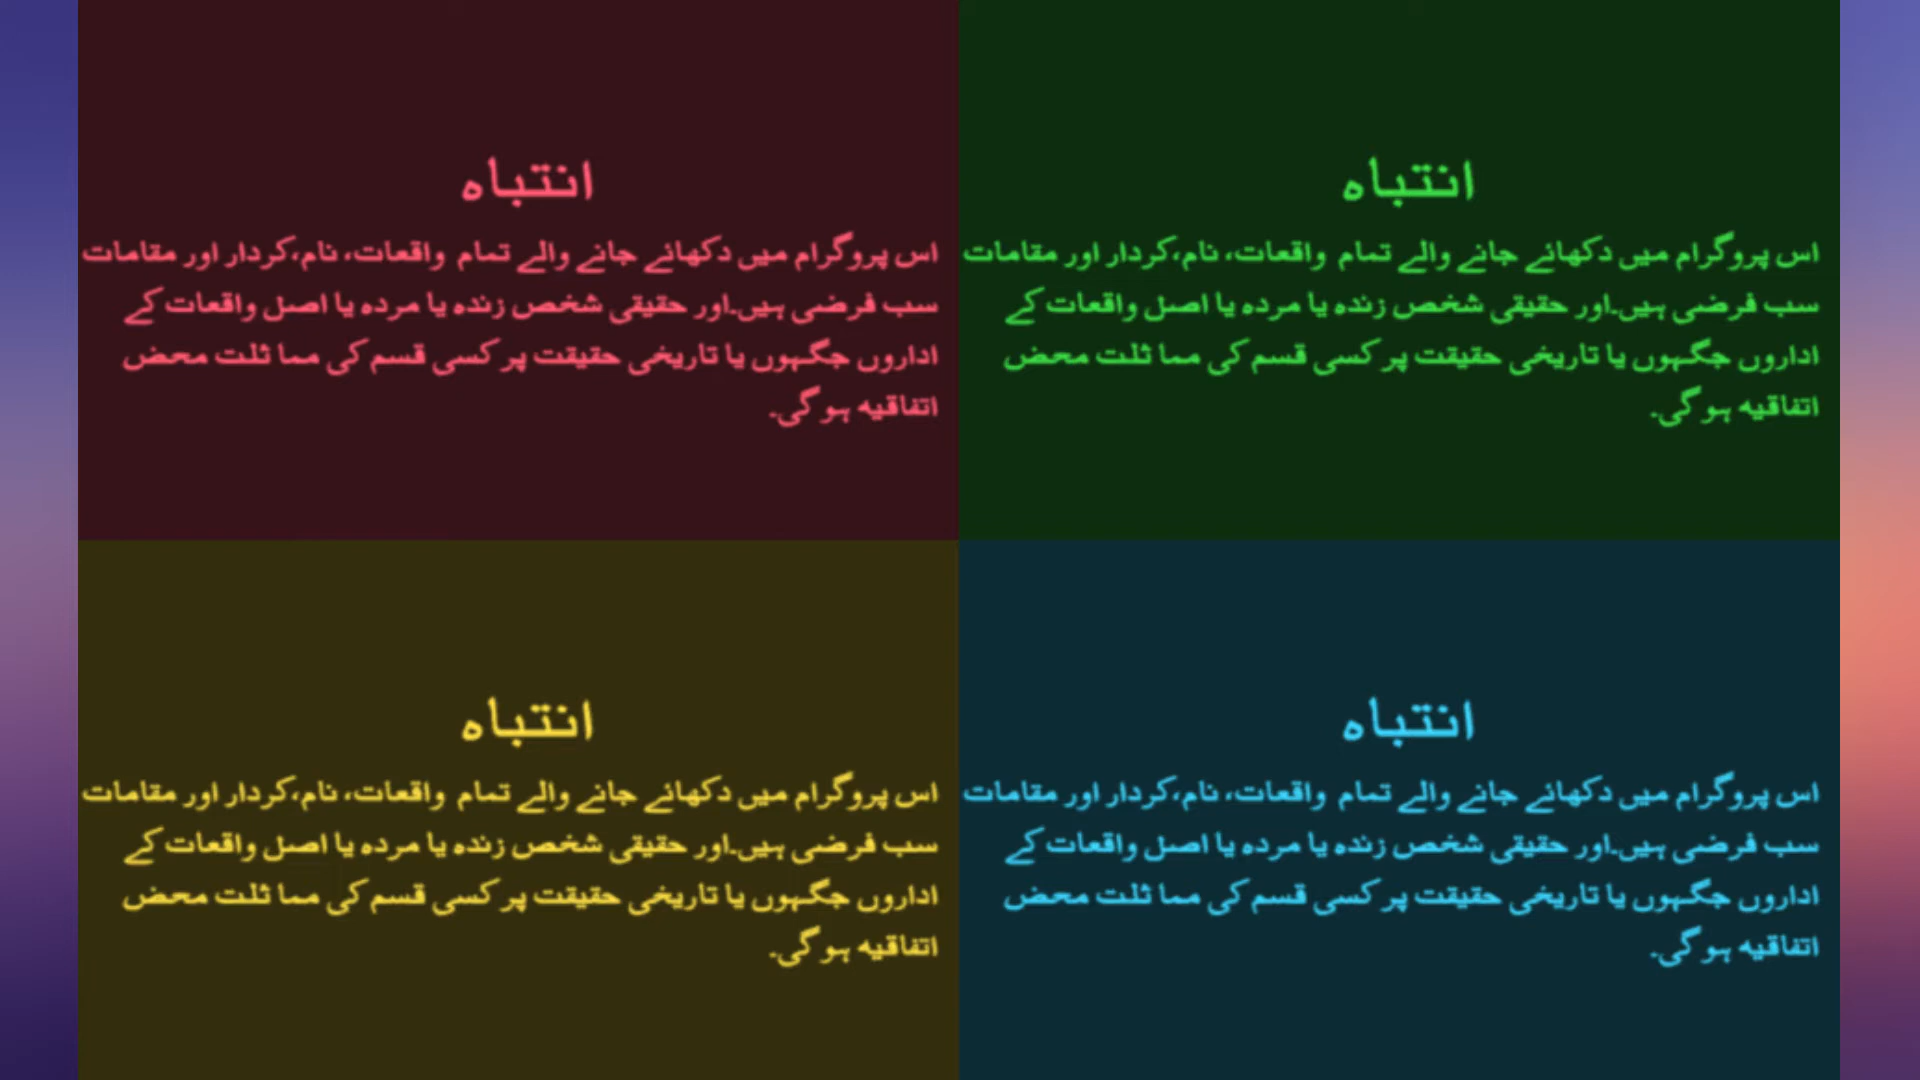 انتباہ
اس پروگرام میں دکھائے جانے والے تمام واقعات، نام،کردار اور مقامات
سب فرضی ہیں۔اور حقیقی شخص زندہ یا مردہ یا اصل واقعات کے
اداروں جگہوں یا تاریخی حقیقت پر کسی قسم کی مما ثلت محض
اتفاقیہ ہو گی۔
انتباہ
اس پروگرام میں دکھائے جانے والے تمام واقعات، نام،کردار اور مقامات
سب فرضی ہیں۔اور حقیقی شخص زندہ یا مردہ یا اصل واقعات کے
اداروں جگہوں یا تاریخی حقیقت پر کسی قسم کی مما ثلت محض
اتفاقیہ ہو گی۔
انتباہ
اس پروگرام میں دکھائے جانے والے تمام واقعات، نام،کردار اور مقامات
سب فرضی ہیں۔اور حقیقی شخص زندہ یا مردہ یا اصل واقعات کے
اداروں جگہوں یا تاریخی حقیقت پر کسی قسم کی مما ثلت محض
اتفاقیہ ہو گی۔
انتباہ
اس پروگرام میں دکھائے جانے والے تمام واقعات، نام،کردار اور مقامات
سب فرضی ہیں۔اور حقیقی شخص زندہ یا مردہ یا اصل واقعات کے
اداروں جگہوں یا تاریخی حقیقت پر کسی قسم کی مما ثلت محض
اتفاقیہ ہو گی۔